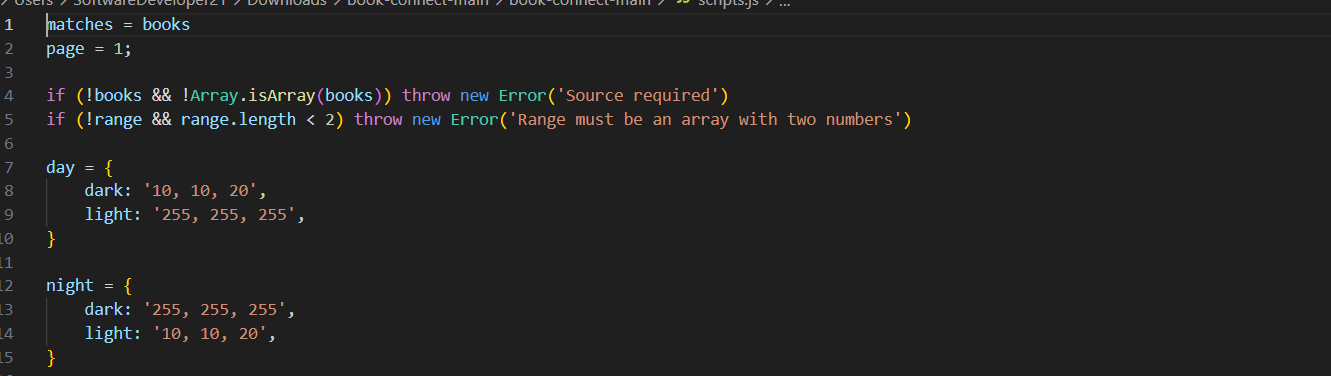 Users > SoftwareDeveloper21 > Downloads > book-connect-main > book-connect-main > JS scripts.js > ...
1 matches = books
2 page = 1;
3
4 if (!books && !Array.isArray(books)) throw new Error('Source required')
5 if (!range && range.length < 2) throw new Error('Range must be an array with two numbers')
6
7 day = {
8     dark: '10, 10, 20',
9     light: '255, 255, 255',
10 }
11
12 night = {
13     dark: '255, 255, 255',
14     light: '10, 10, 20',
15 }